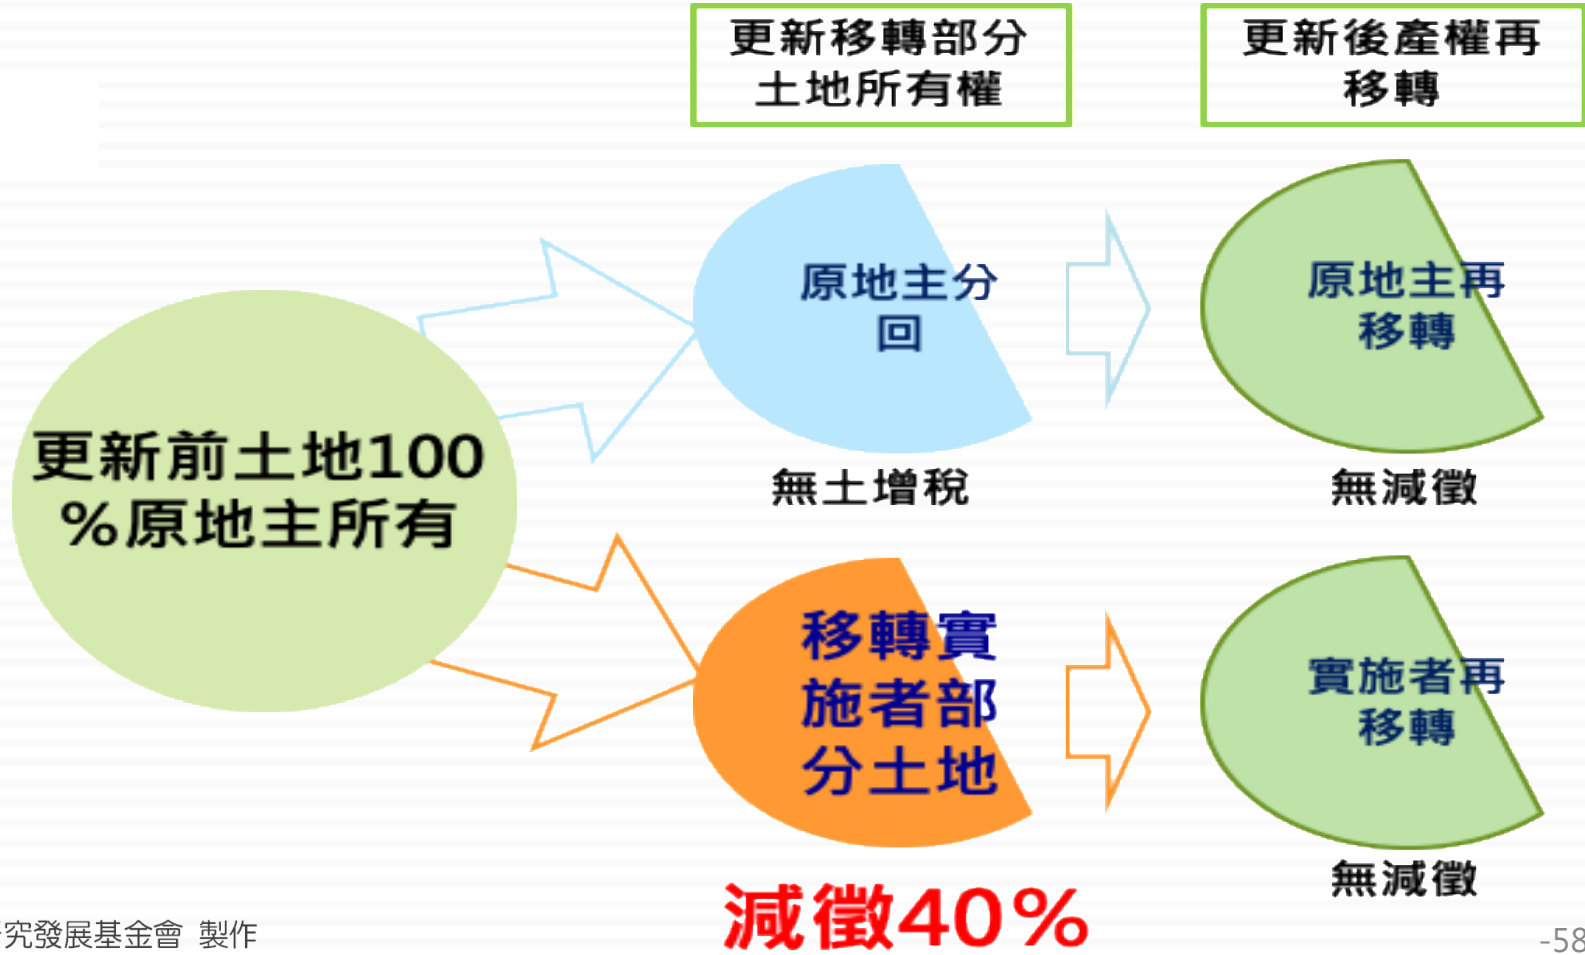 更新移轉部分
土地所有權
更新後產權再
移轉
原地主分
回
無土增稅
原地主再
移轉
無減徵
更新前土地100
%原地主所有
移轉實
施者部
分土地
減徵40%
實施者再
移轉
無減徵
究發展基金會 製作
-58